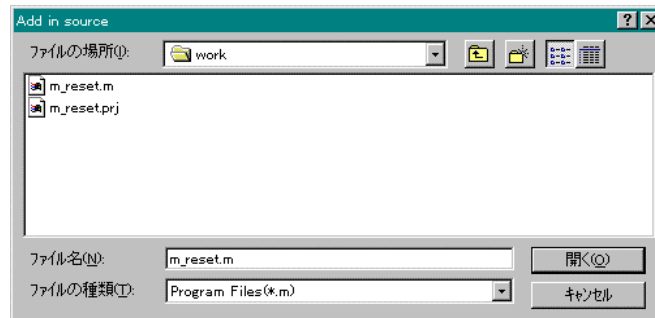 Add in source
ファイルの場所(I):
work
m_reset.m
m_reset.prj
ファイル名(N):
m_reset.m
開く(O)
ファイルの種類(T):
Program Files(*.m)
キャンセル